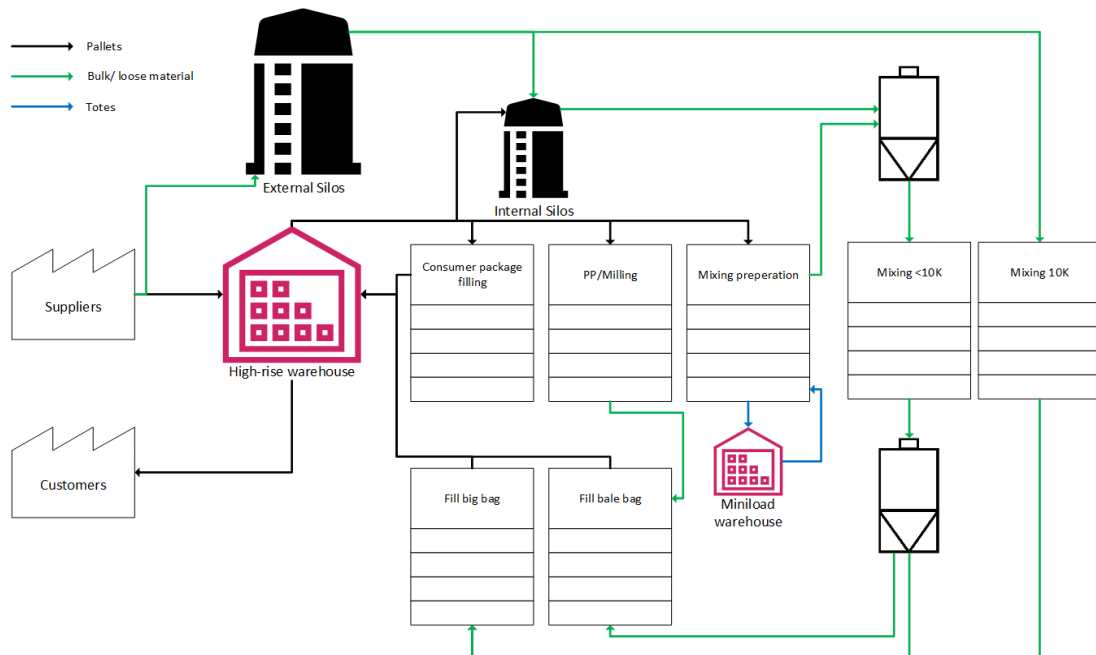 Pallets
Bulk/ loose material
Totes
External Silos
Internal Silos
Suppliers
High-rise warehouse
Consumer package
filling
PP/Milling
Mixing preperation
Mixing <10K
Mixing 10K
Customers
Fill big bag
Fill bale bag
Miniload
warehouse